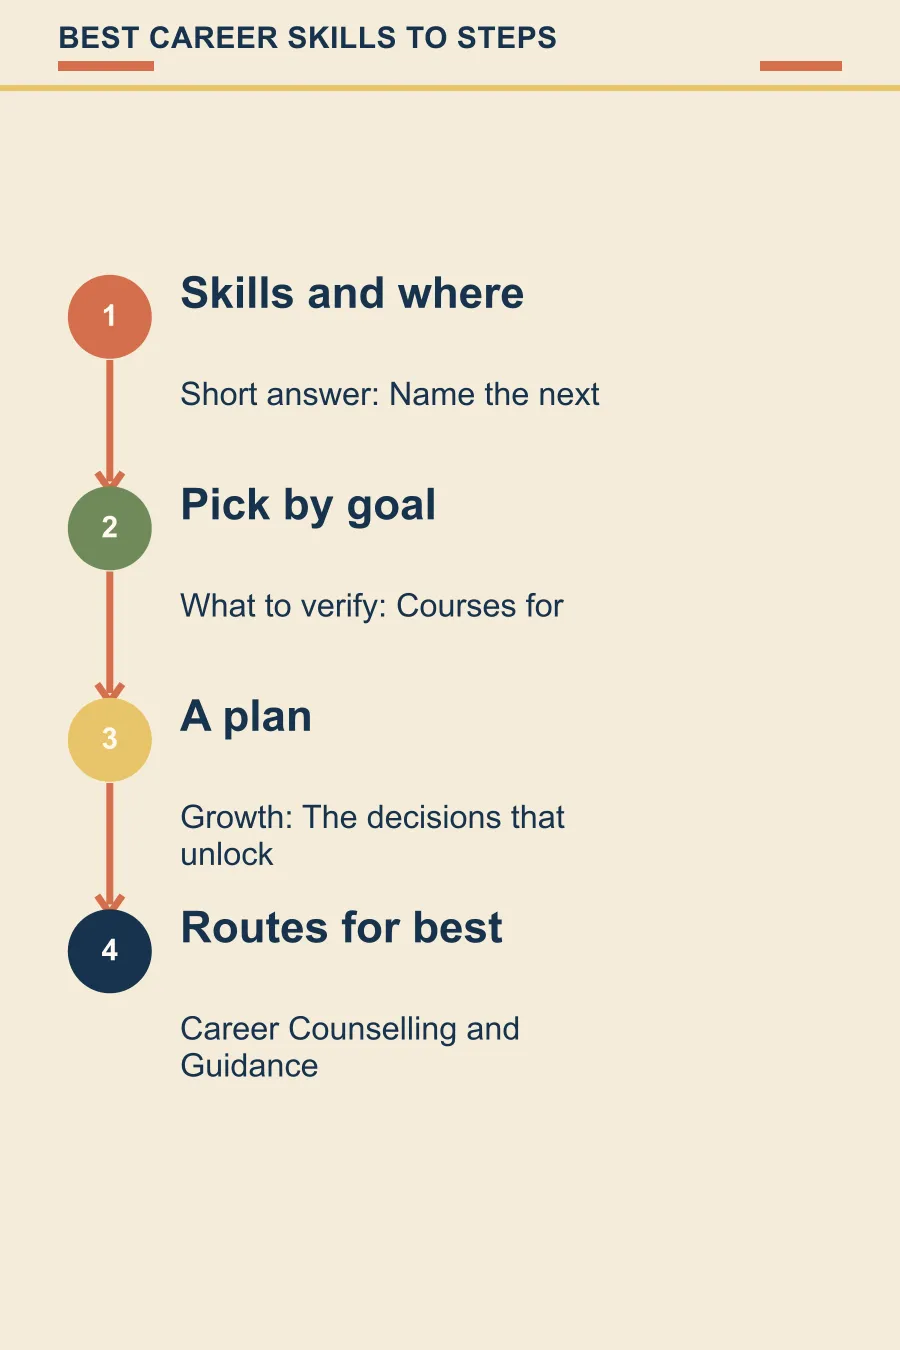 BEST CAREER SKILLS TO STEPS
1
Skills and where
Short answer: Name the next
2
Pick by goal
What to verify: Courses for
3
A plan
Growth: The decisions that
unlock
4
Routes for best
Career Counselling and
Guidance